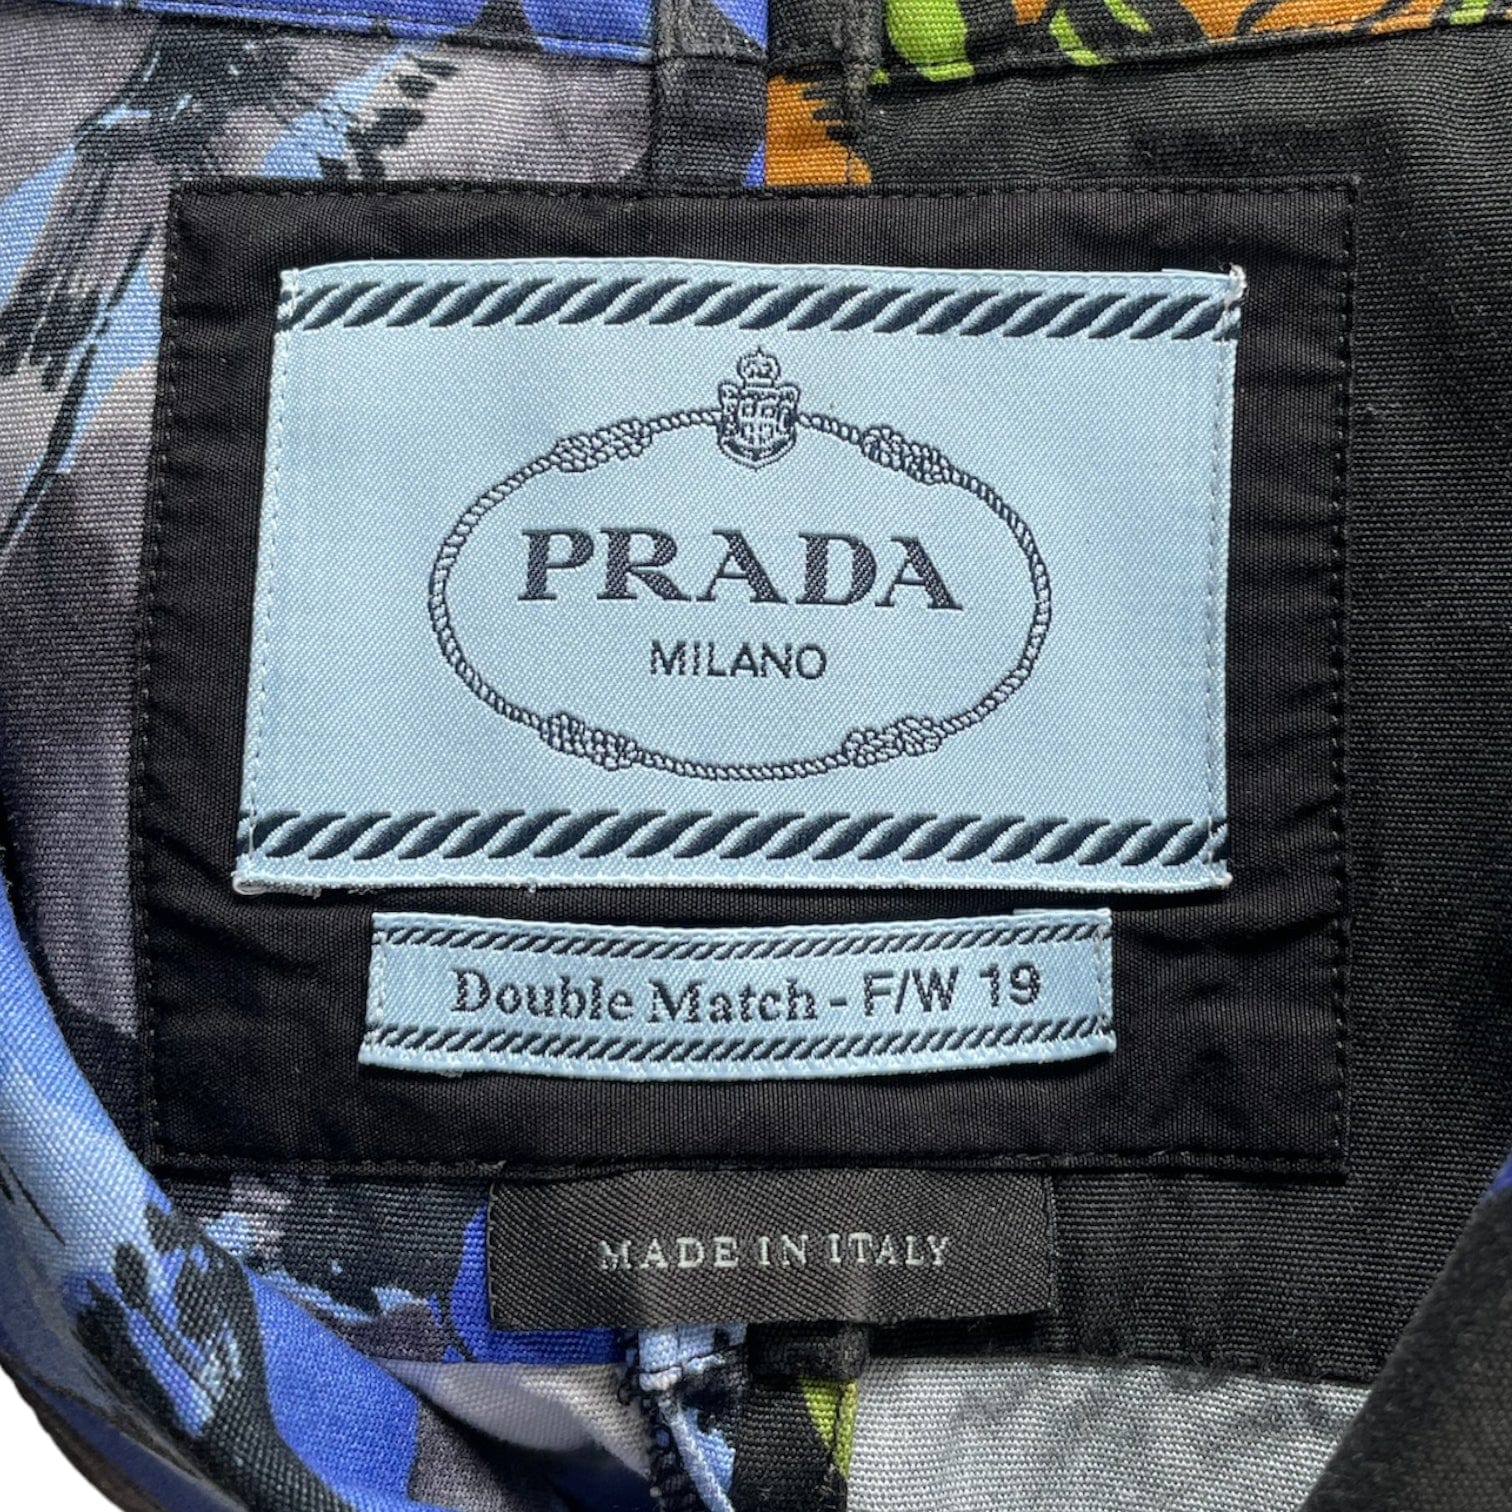 PRADA
MILANO
Double Match - F/W 19
MADE IN ITALY